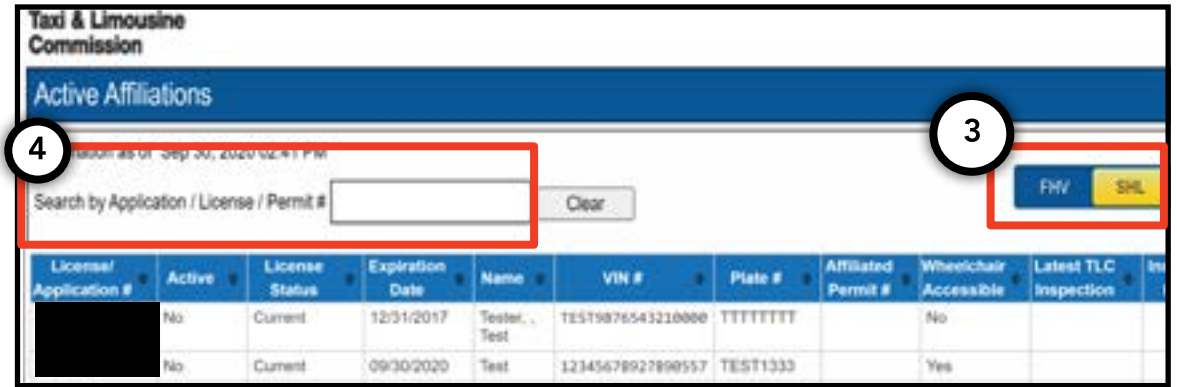 Taxi & Limousine
Commission
Active Affiliations
4
3
as of Sep 30, 2020 02:41 PM
Search by Application / License / Permit #
Clear
FHV SHL
License/ Application # Active License Status Expiration Date Name VIN # Plate # Affiliated Permit # Wheelchair Accessible Latest TLC Inspection
No Current 12/31/2017 Tester, , Test TEST9876543210000 TTTTTTTT No
No Current 09/30/2020 Test 12345678927890557 TEST1333 Yes